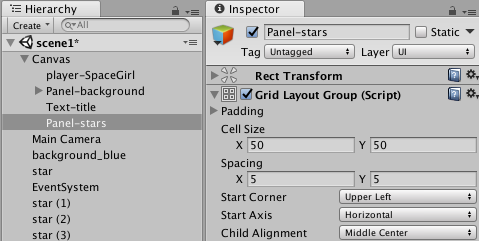 Hierarchy
Create
All
scene1*
Canvas
player-SpaceGirl
Panel-background
Text-title
Panel-stars
Main Camera
background_blue
star
EventSystem
star (1)
star (2)
star (3)
Inspector
Panel-stars
Static
Tag Untagged Layer UI
Rect Transform
Grid Layout Group (Script)
Padding
Cell Size
X 50 Y 50
Spacing
X 5 Y 5
Start Corner Upper Left
Start Axis Horizontal
Child Alignment Middle Center